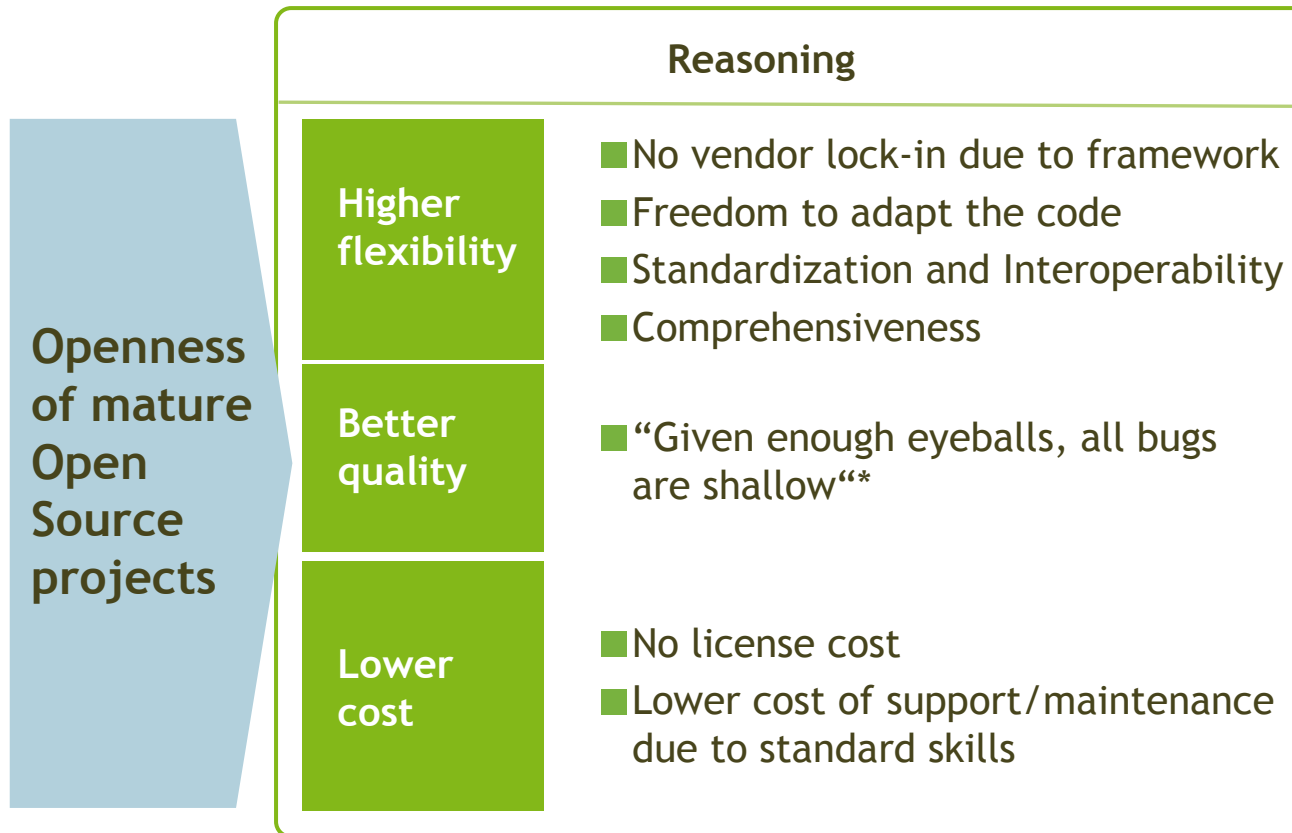 Reasoning
Openness
of mature
Open
Source
projects
Higher
flexibility
■No vendor lock-in due to framework
■Freedom to adapt the code
■Standardization and Interoperability
■Comprehensiveness
Better
quality
■“Given enough eyeballs, all bugs
are shallow“*
Lower
cost
■No license cost
■Lower cost of support/maintenance
due to standard skills